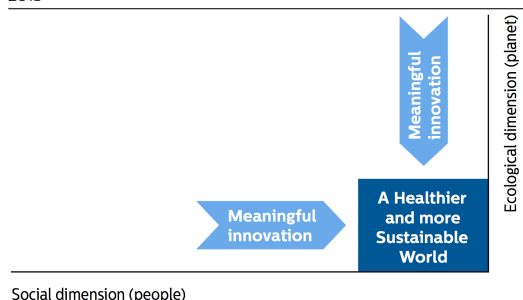 Meaningful
innovation
Ecological dimension (planet)
Meaningful
innovation
A Healthier
and more
Sustainable
World
Social dimension (people)